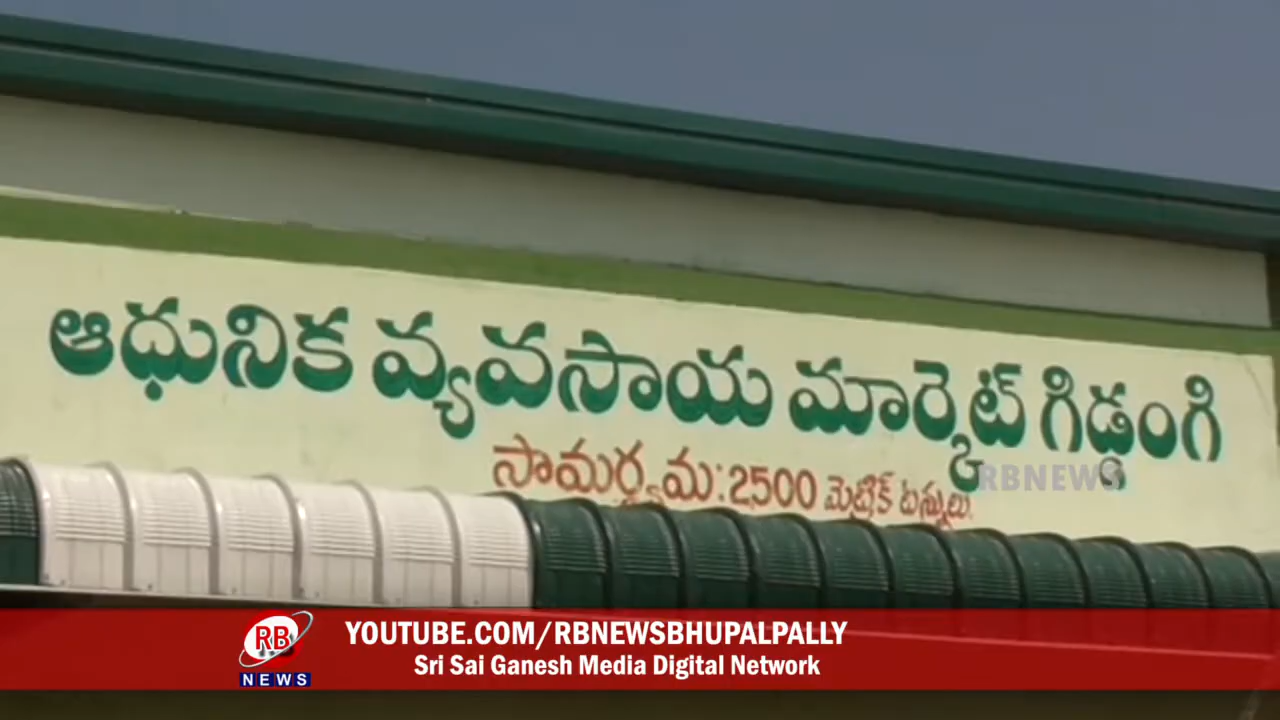 ఆధునిక వ్యవసాయ మార్కెట్ గిడ్డంగి
సామర్థ్యమ:2500 మెట్రిక్ టన్నులు.
RBNEWS
RB
NEWS
YOUTUBE.COM/RBNEWSBHUPALPALLY
Sri Sai Ganesh Media Digital Network